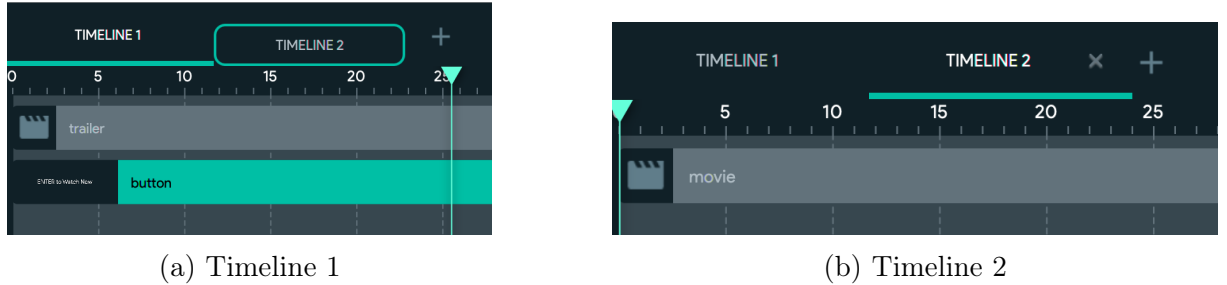 TIMELINE 1
TIMELINE 2
+
0 5 10 15 20 25
trailer
ENTER to Watch Now
button
(a) Timeline 1
TIMELINE 1
TIMELINE 2
× +
5 10 15 20 25
movie
(b) Timeline 2